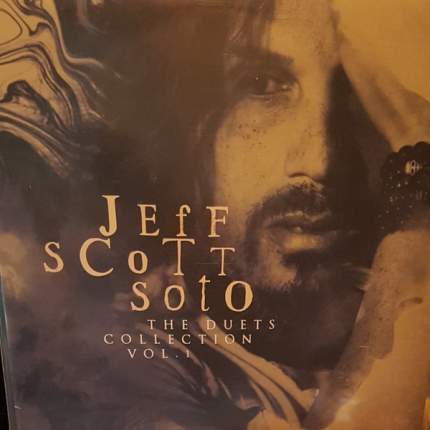 JEfF
SCoTT
Soto
THE DUETS
COLLECTION
VOL.1